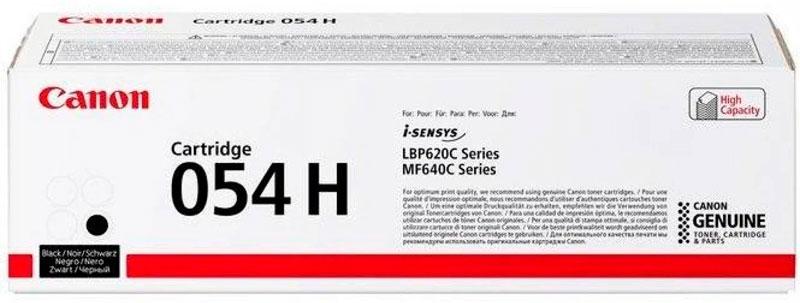 Canon Cartridge 054 H
Canon
High
Capacity
For: Pour: Für: Para: Per: Voor: Для:
i-SENSYS
LBP620C Series
MF640C Series
Cartridge
054 H
For optimum print quality, we recommend using genuine Canon toner cartridges. / Pour une
qualité d'impression optimale, nous recommandons d'utiliser d'authentiques cartouches toner
Canon. / Um eine optimale Druckqualität zu erhalten, empfehlen wir die Verwendung von
original Tonercartridges von Canon. / Para una calidad de impresión óptima, le recomendamos
utilizar cartuchos de tóner Canon originales. / Per una qualità di stampa ottimale, si consiglia di
utilizzare cartucce di toner Canon originali. / Voor de beste printkwaliteit wordt geadviseerd om
uitsluitend originele Canon cartridges te gebruiken. / Для оптимального качества печати мы
рекомендуем использовать оригинальные картриджи Canon.
CANON
GENUINE
TONER, CARTRIDGE
& PARTS
Black/Noir/Schwarz
Negro/Nero
Zwart/Черный